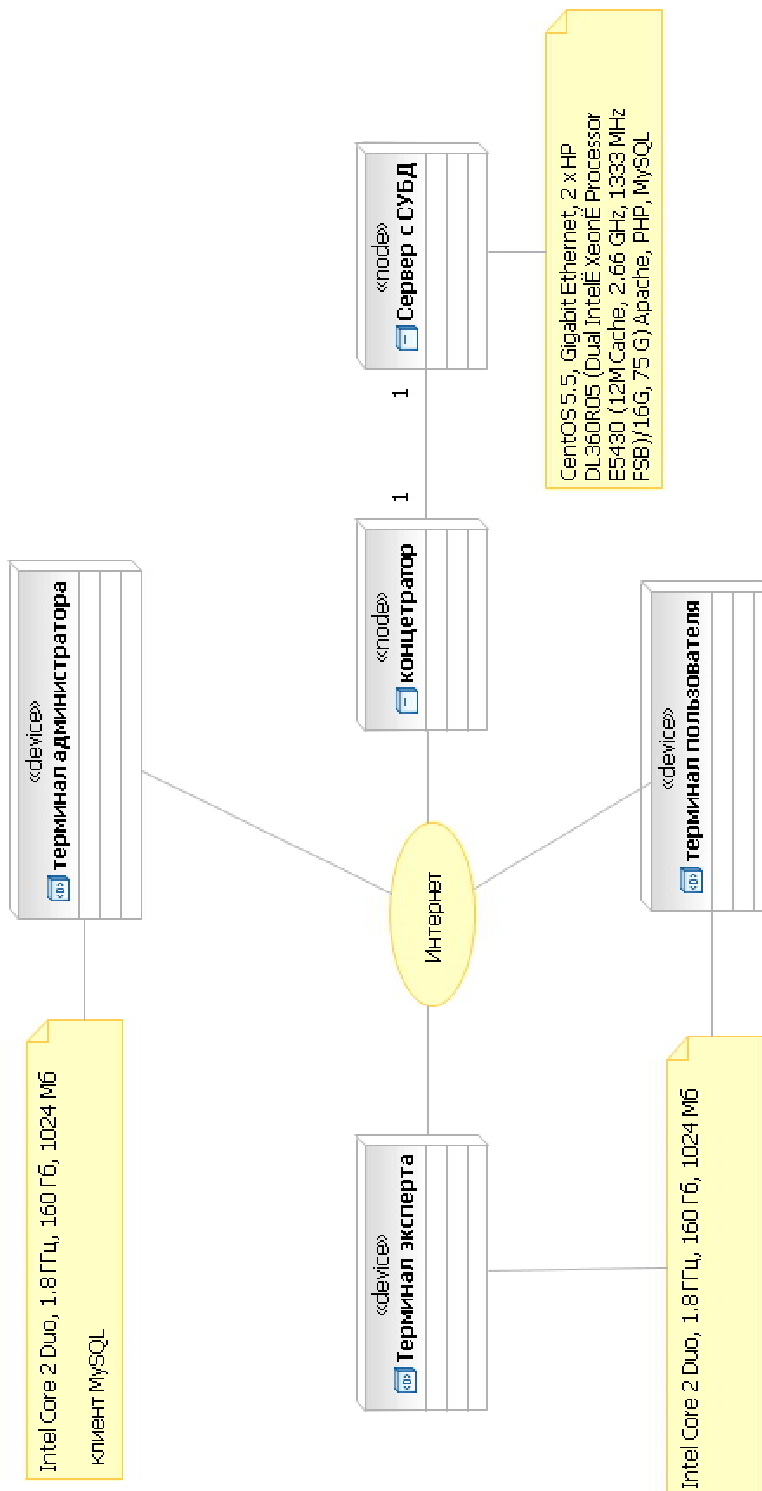 Intel Core 2 Duo, 1.8 ГГц, 160 Гб, 1024 Мб
клиент MySQL
«device»
терминал администратора
«device»
Терминал эксперта
Интернет
«node»
концетратор
1
1
«node»
Сервер с СУБД
CentOS 5.5, Gigabit Ethernet, 2 x HP
DL360R05 (Dual IntelË XeonË Processor
E5430 (12M Cache, 2.66 GHz, 1333 MHz
FSB)/16G, 75 G) Apache, PHP, MySQL
«device»
терминал пользователя
Intel Core 2 Duo, 1.8 ГГц, 160 Гб, 1024 Мб